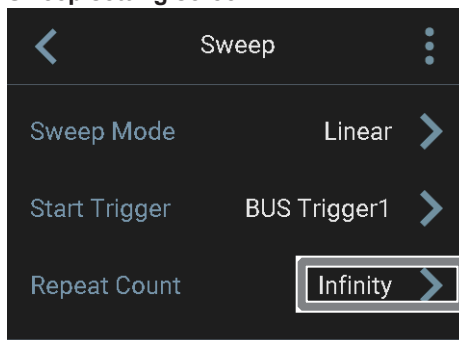 Sweep
Sweep Mode Linear
Start Trigger BUS Trigger1
Repeat Count Infinity